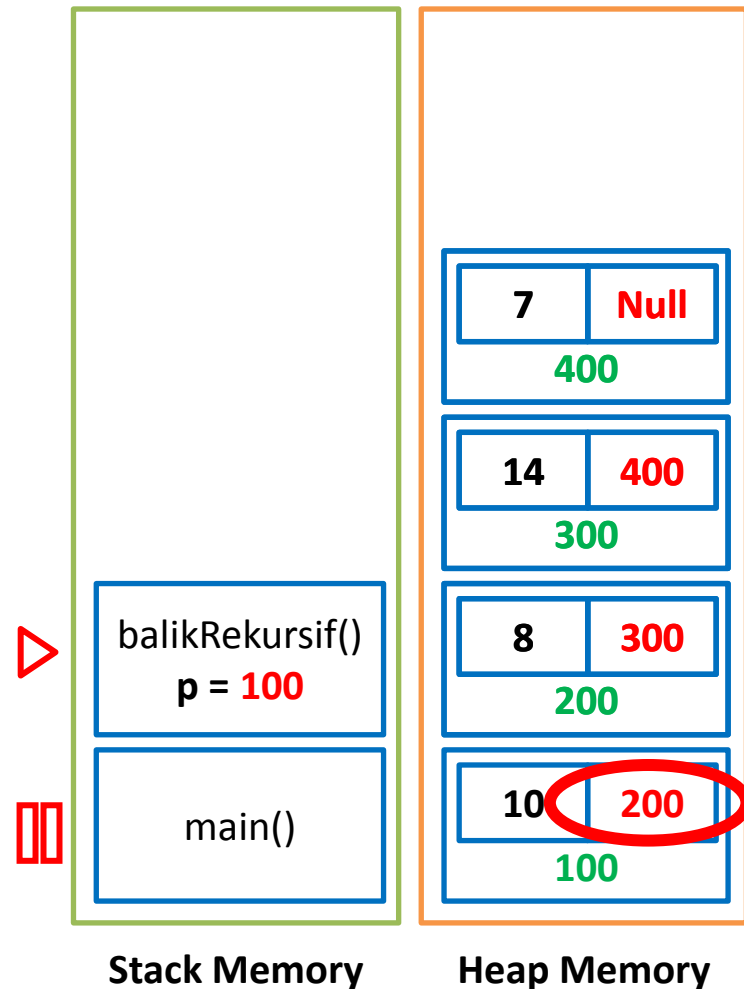 7 Null
400
14 400
300
balikRekursif()
p = 100
8 300
200
main()
10 200
100
Stack Memory
Heap Memory